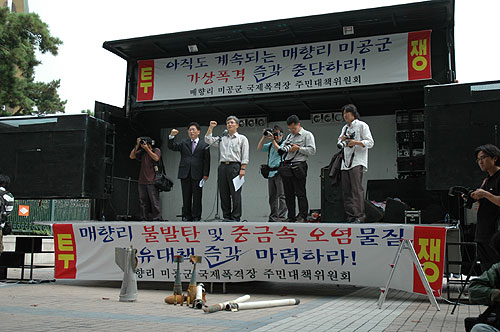 투 아직도 계속되는 매향리 미공군 쟁
가상폭격 즉각 중단하라!
매향리 미공군 국제폭격장 주민대책위원회
투 매향리 불발탄 및 중금속 오염물질 쟁
유대책 즉각 마련하라!
매향리 미공군 국제폭격장 주민대책위원회